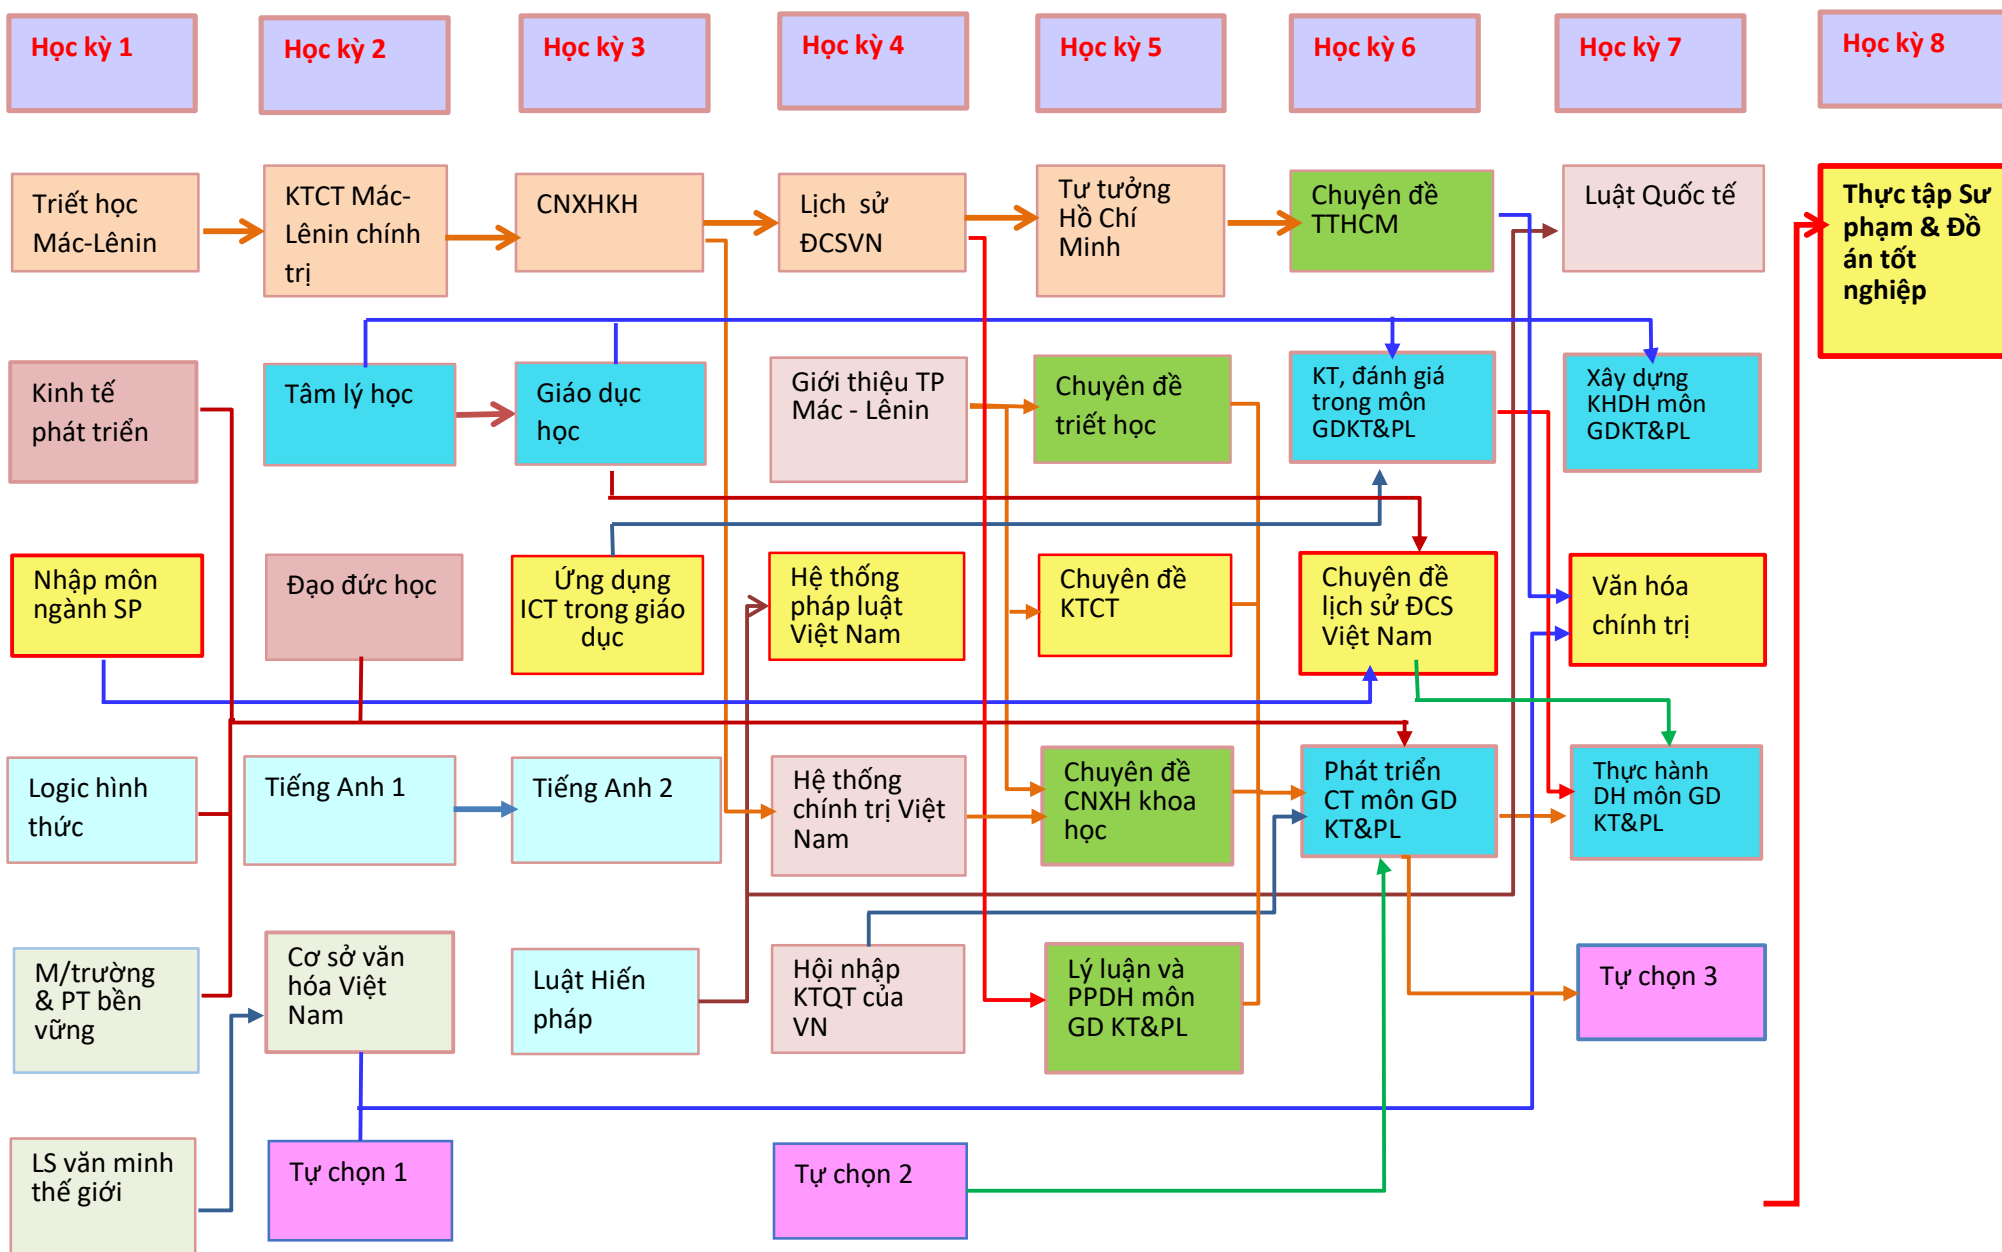 Học kỳ 1
Học kỳ 2
Học kỳ 3
Học kỳ 4
Học kỳ 5
Học kỳ 6
Học kỳ 7
Học kỳ 8
Triết học
Mác-Lênin
KTCT Mác-
Lênin chính
trị
CNXHKH
Lịch sử
ĐCSVN
Tư tưởng
Hồ Chí
Minh
Chuyên đề
TTHCM
Luật Quốc tế
Thực tập Sư
phạm & Đồ
án tốt
nghiệp
Kinh tế
phát triển
Tâm lý học
Giáo dục
học
Giới thiệu TP
Mác - Lênin
Chuyên đề
triết học
KT, đánh giá
trong môn
GDKT&PL
Xây dựng
KHDH môn
GDKT&PL
Nhập môn
ngành SP
Đạo đức học
Ứng dụng
ICT trong giáo
dục
Hệ thống
pháp luật
Việt Nam
Chuyên đề
KTCT
Chuyên đề
lịch sử ĐCS
Việt Nam
Văn hóa
chính trị
Logic hình
thức
Tiếng Anh 1
Tiếng Anh 2
Hệ thống
chính trị Việt
Nam
Chuyên đề
CNXH khoa
học
Phát triển
CT môn GD
KT&PL
Thực hành
DH môn GD
KT&PL
M/trường
& PT bền
vững
Cơ sở văn
hóa Việt
Nam
Luật Hiến
pháp
Hội nhập
KTQT của
VN
Lý luận và
PPDH môn
GD KT&PL
Tự chọn 3
LS văn minh
thế giới
Tự chọn 1
Tự chọn 2